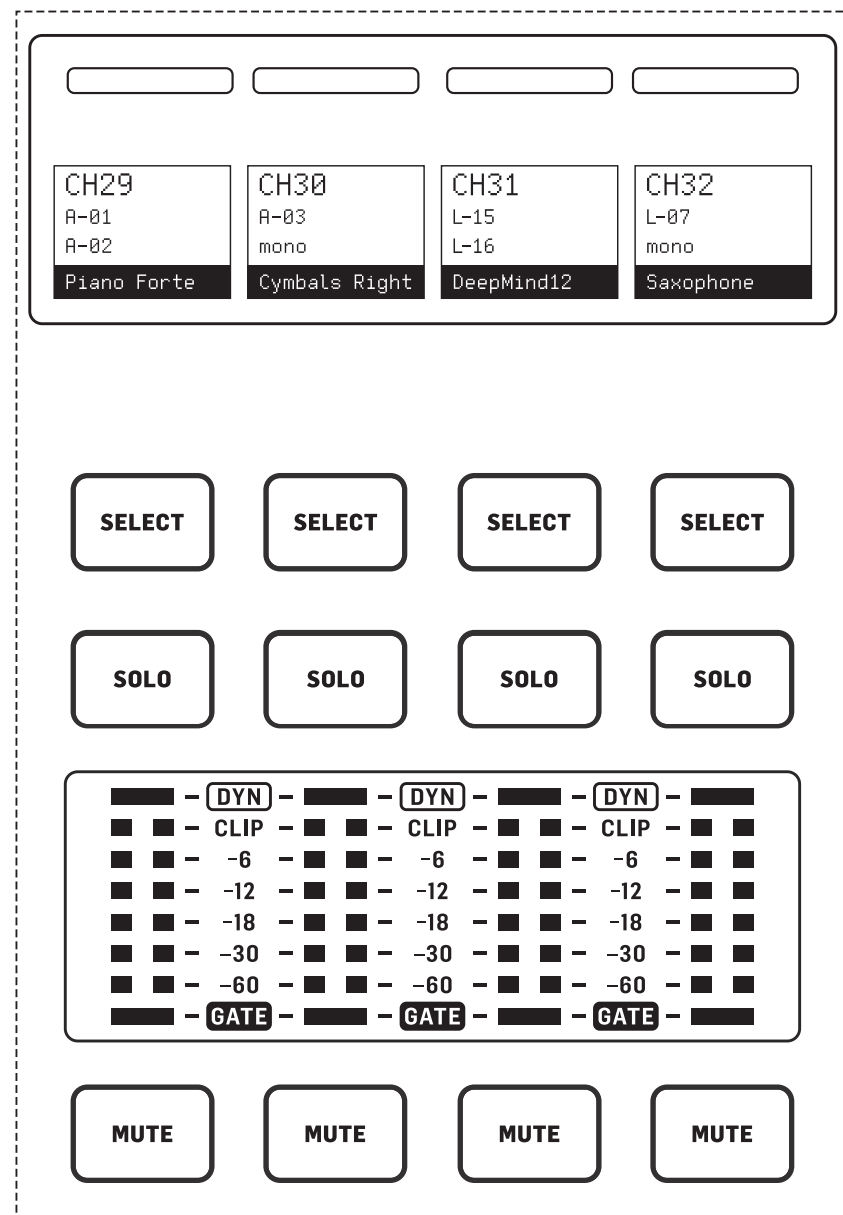 CH29 CH30 CH31 CH32
A-01 A-03 L-15 L-07
A-02 mono L-16 mono
Piano Forte Cymbals Right DeepMind12 Saxophone
SELECT SELECT SELECT SELECT
SOLO SOLO SOLO SOLO
DYN DYN DYN
CLIP CLIP CLIP
-6 -6 -6
-12 -12 -12
-18 -18 -18
-30 -30 -30
-60 -60 -60
GATE GATE GATE
MUTE MUTE MUTE MUTE